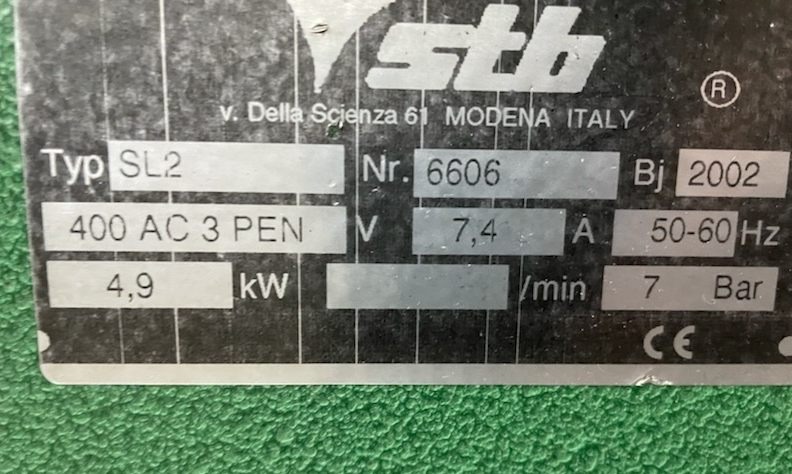 stb
®
v. Della Scienza 61 MODENA ITALY
Typ SL2 Nr. 6606 Bj 2002
400 AC 3 PEN V 7,4 A 50-60 Hz
4,9 kW /min 7 Bar
CE